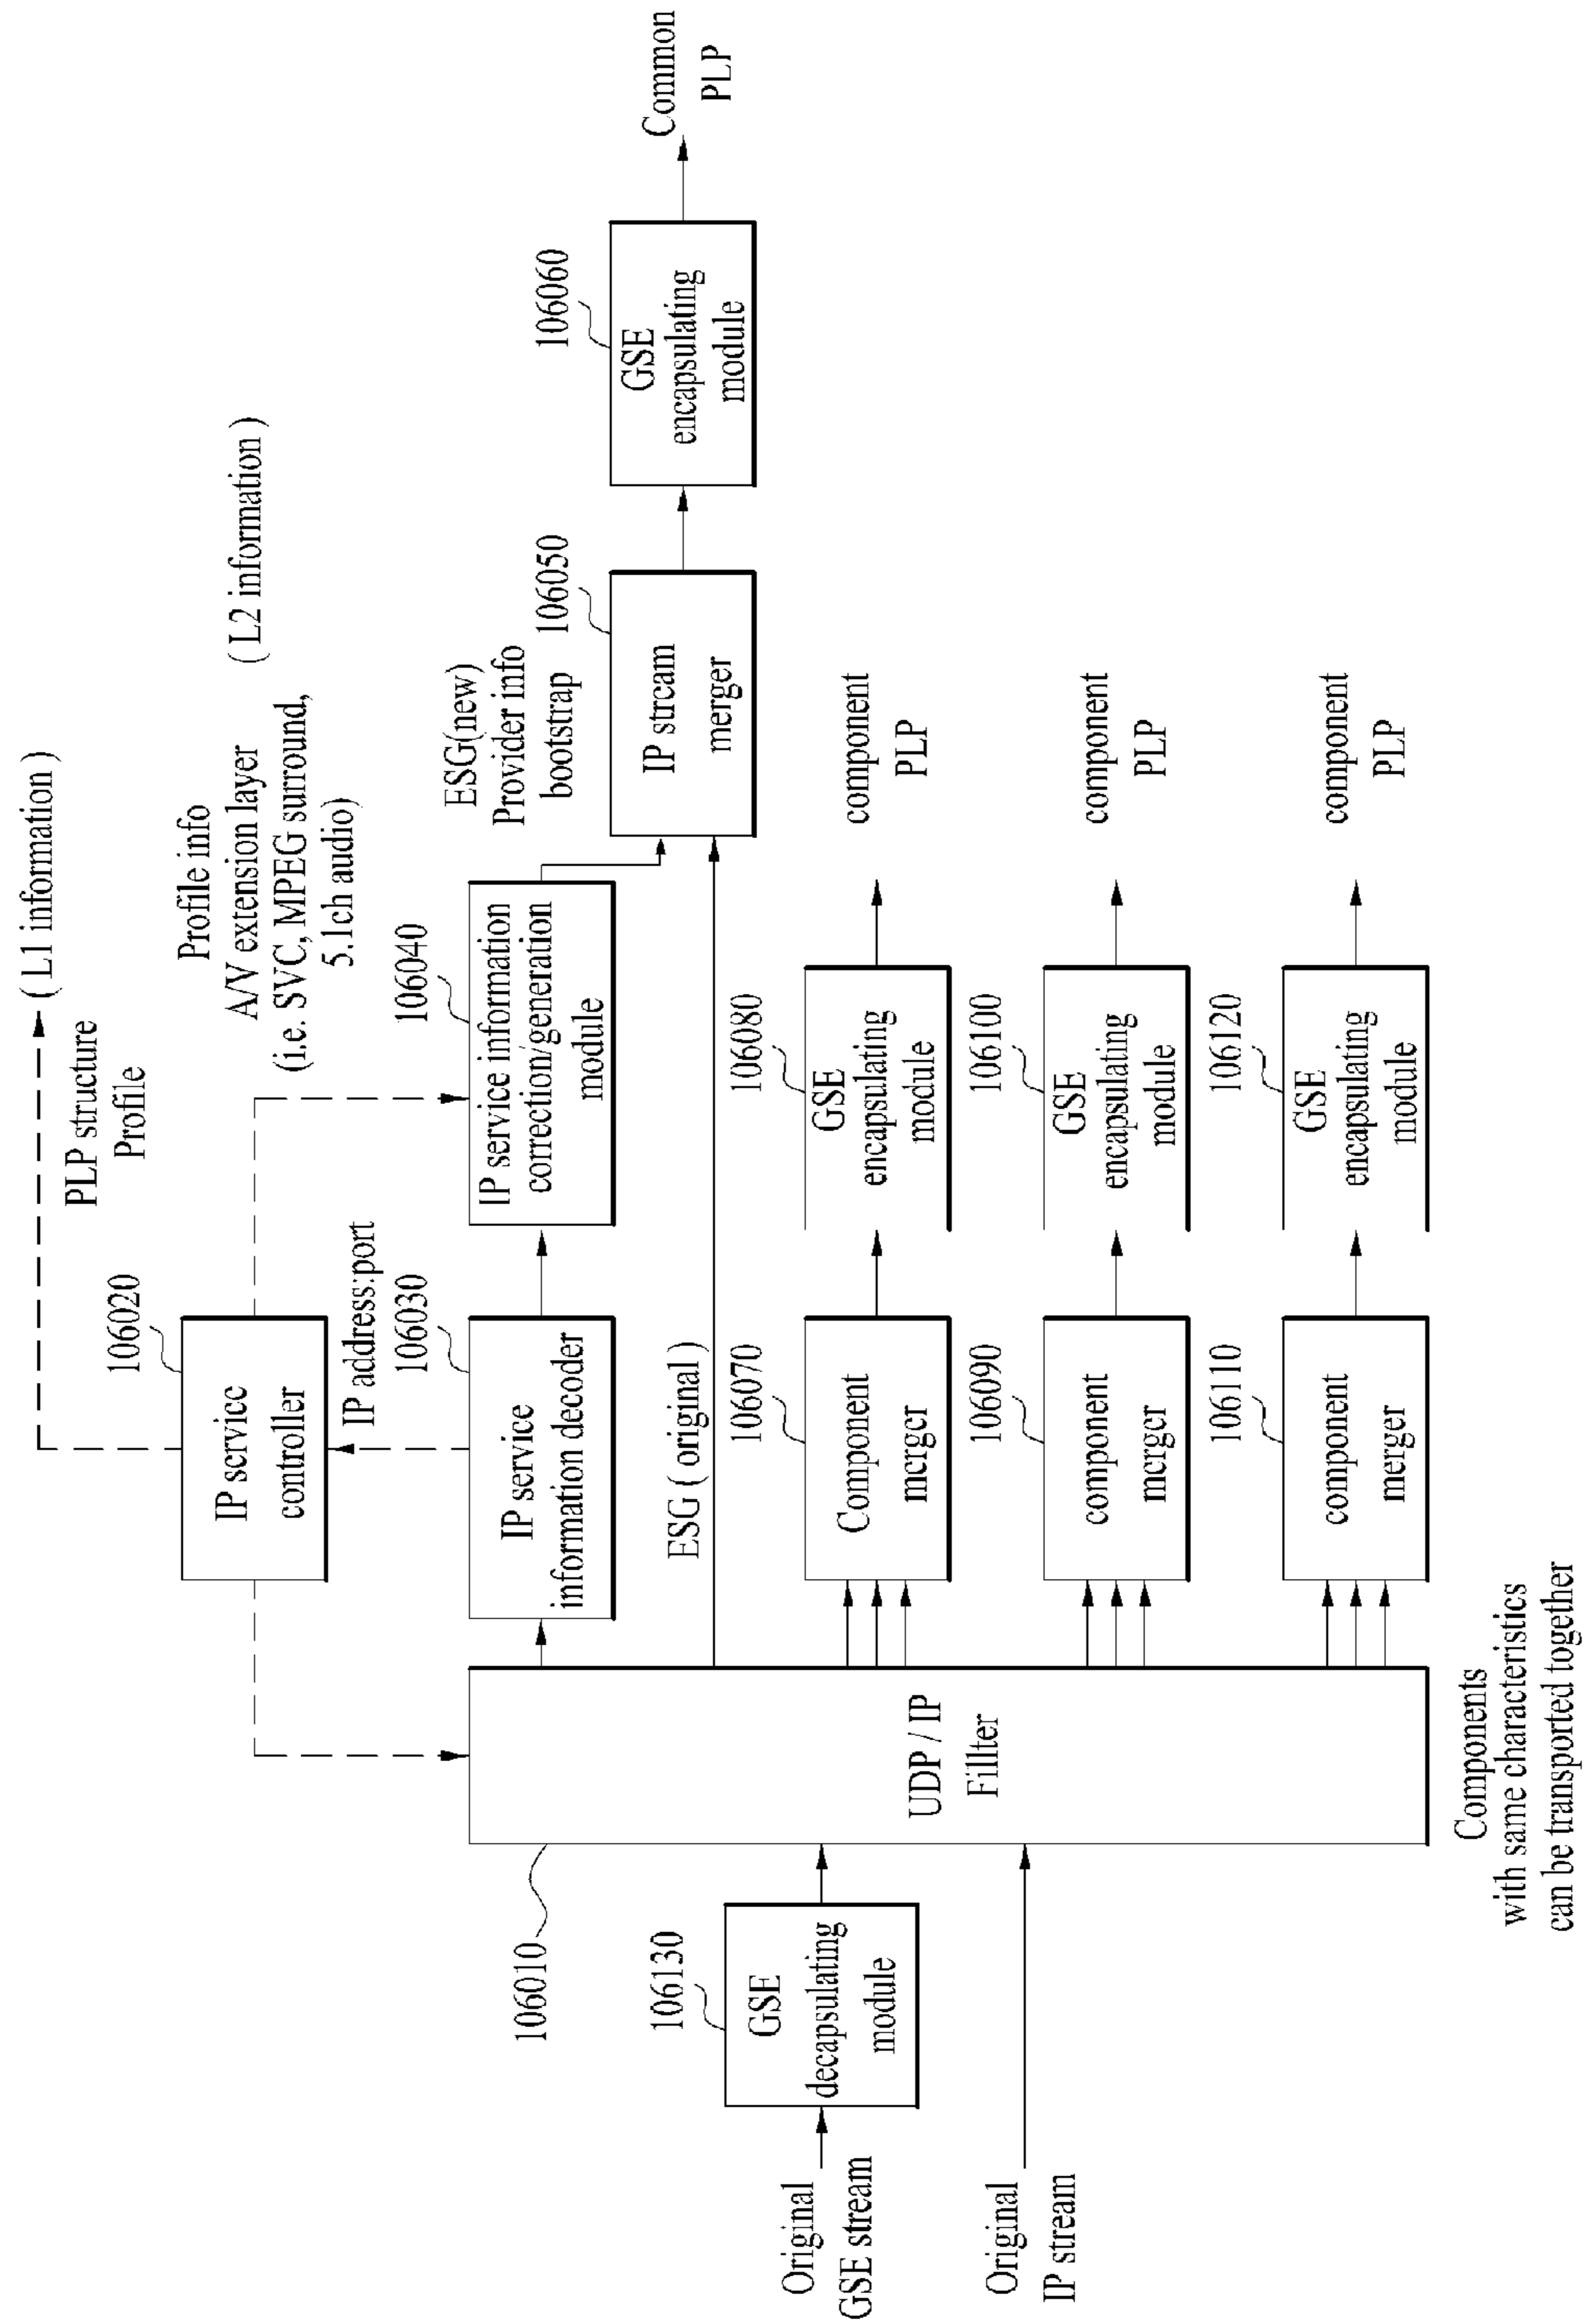 ( L1 information )
PLP structure
Profile
Profile info
A/V extension layer
(i.e. SVC, MPEG surround,
5.1ch audio)
( L2 information )
106020
IP service
controller
IP address:port
106030
IP service
information decoder
106040
IP service information
correction/generation
module
ESG(new)
Provider info
bootstrap
106050
IP stream
merger
106060
GSE
encapsulating
module
Common
PLP
ESG ( original )
106010
UDP / IP
Fillter
106130
GSE
decapsulating
module
Original
GSE stream
Original
IP stream
106070
Component
merger
106080
GSE
encapsulating
module
component
PLP
106090
component
merger
106100
GSE
encapsulating
module
component
PLP
106110
component
merger
106120
GSE
encapsulating
module
component
PLP
Components
with same characteristics
can be transported together